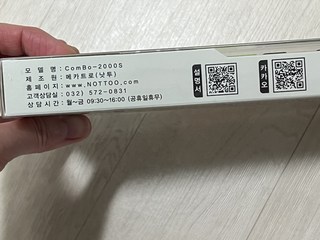 모 델 명 : ComBo-2000S
제 조 원 : 메카트로(낫투)
홈페이지 : www.NOTTOO.com
고객상담실 : 032) 572-0831
상담시간 : 월~금 09:30~16:00 (공휴일휴무)
설명서
카카오